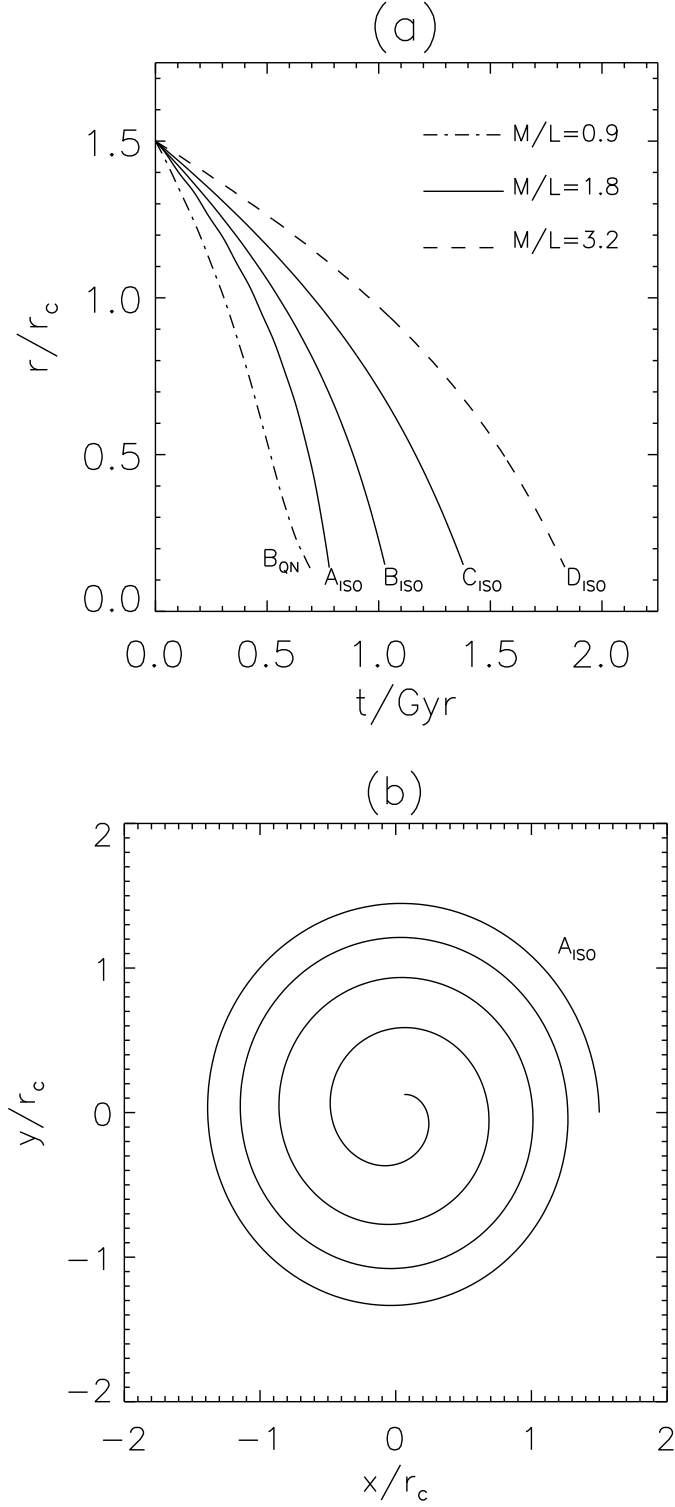 (a)
M/L=0.9
M/L=1.8
M/L=3.2
1.5
1.0
0.5
0.0
r/r_c
B_QN
A_ISO
B_ISO
C_ISO
D_ISO
0.0 0.5 1.0 1.5 2.0
t/Gyr
(b)
2
1
0
−1
−2
y/r_c
A_ISO
−2 −1 0 1 2
x/r_c